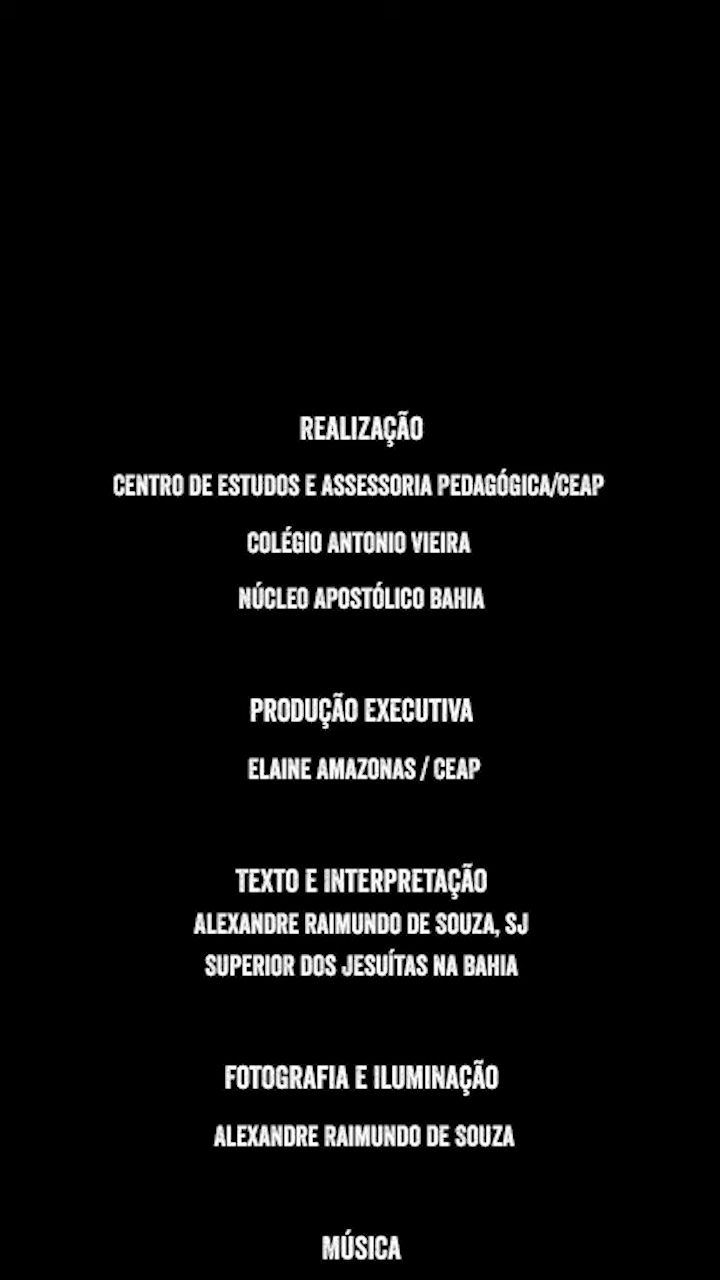 REALIZAÇÃO
CENTRO DE ESTUDOS E ASSESSORIA PEDAGÓGICA/CEAP
COLÉGIO ANTONIO VIEIRA
NÚCLEO APOSTÓLICO BAHIA
PRODUÇÃO EXECUTIVA
ELAINE AMAZONAS / CEAP
TEXTO E INTERPRETAÇÃO
ALEXANDRE RAIMUNDO DE SOUZA, SJ
SUPERIOR DOS JESUÍTAS NA BAHIA
FOTOGRAFIA E ILUMINAÇÃO
ALEXANDRE RAIMUNDO DE SOUZA
MÚSICA